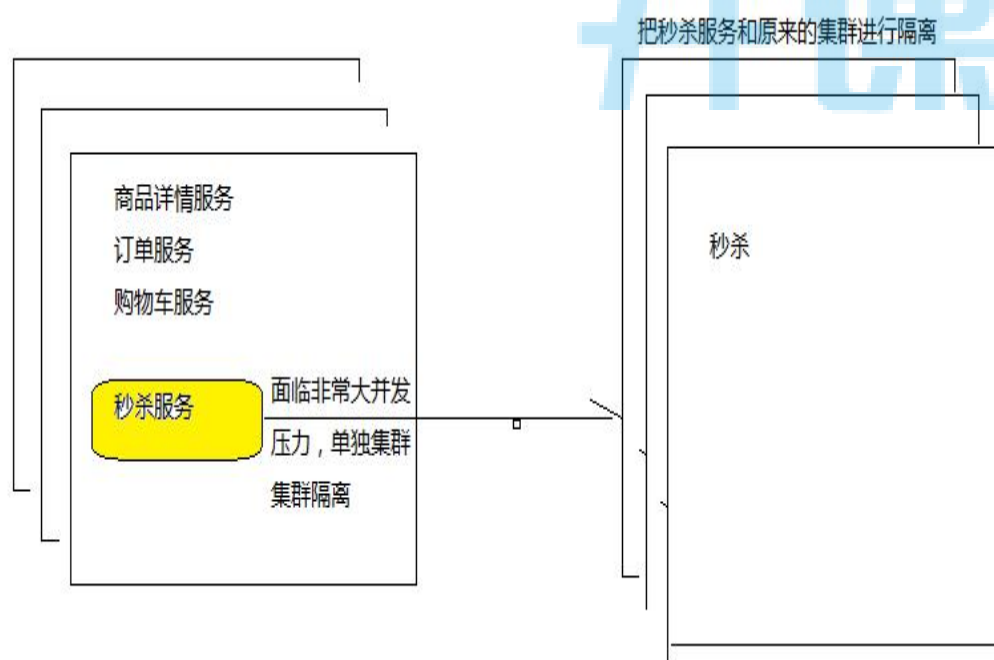 把秒杀服务和原来的集群进行隔离
商品详情服务
订单服务
购物车服务
秒杀服务
面临非常大并发
压力，单独集群
集群隔离
秒杀